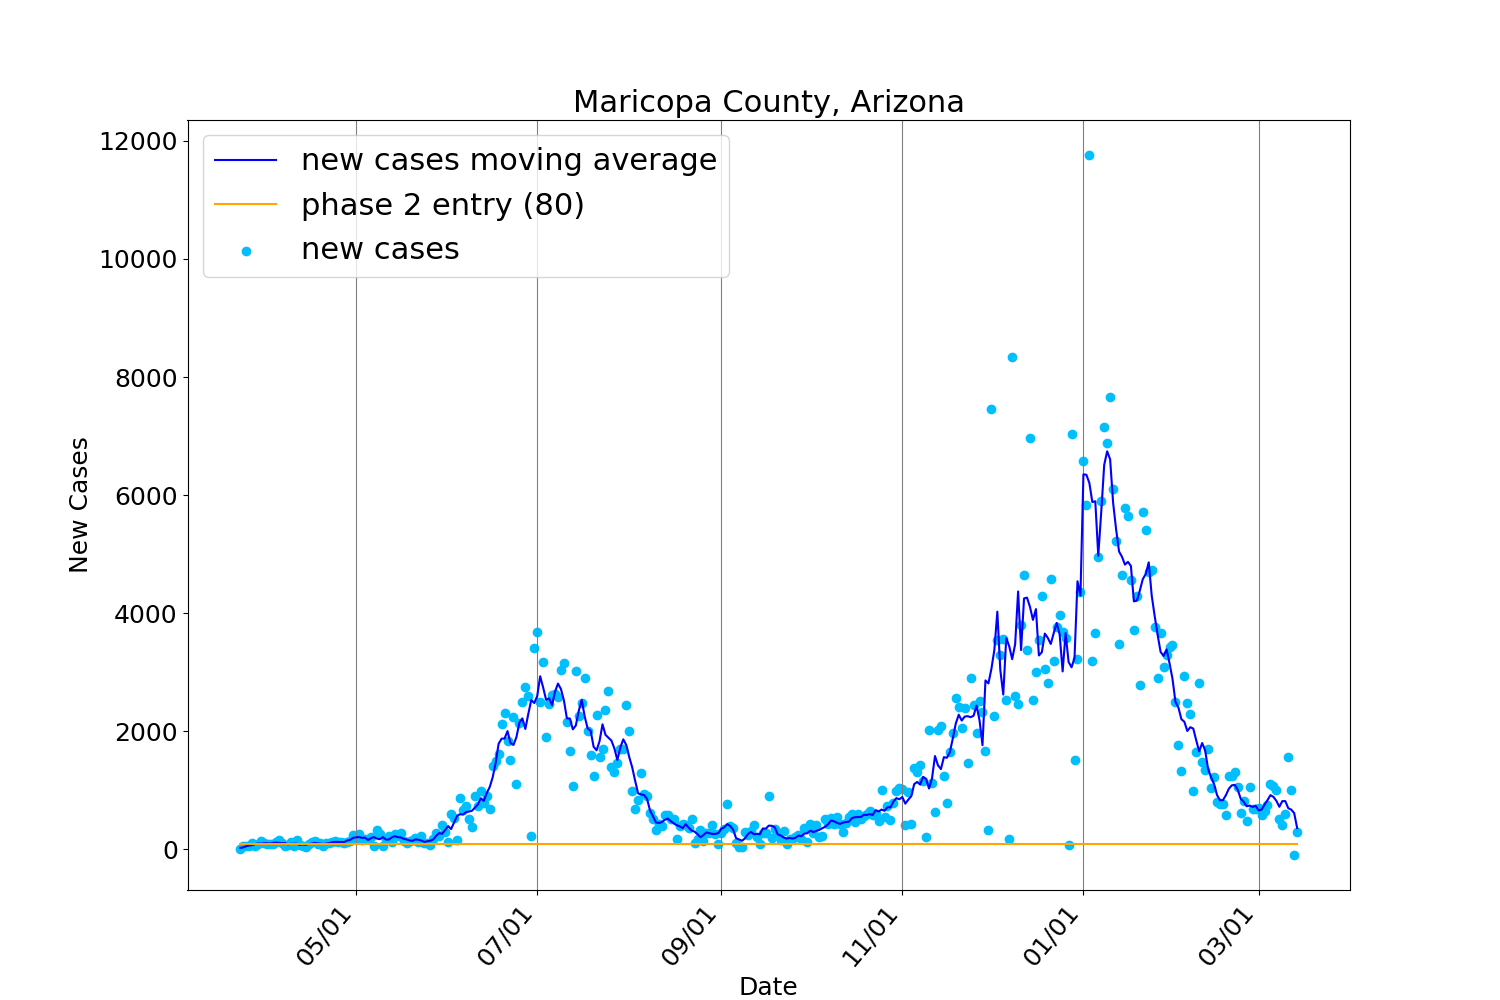 Maricopa County, Arizona
new cases moving average
phase 2 entry (80)
new cases
12000
10000
8000
6000
4000
2000
0
New Cases
05/01
07/01
09/01
11/01
01/01
03/01
Date